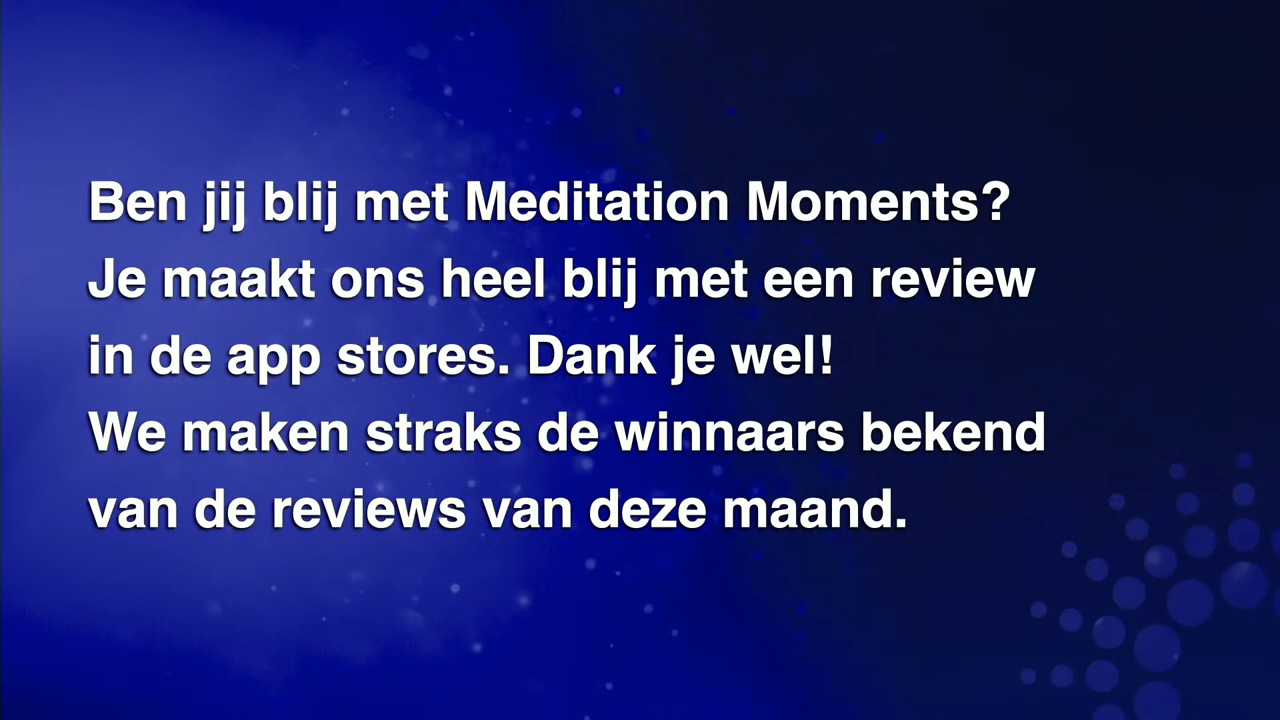 Ben jij blij met Meditation Moments?
Je maakt ons heel blij met een review
in de app stores. Dank je wel!
We maken straks de winnaars bekend
van de reviews van deze maand.